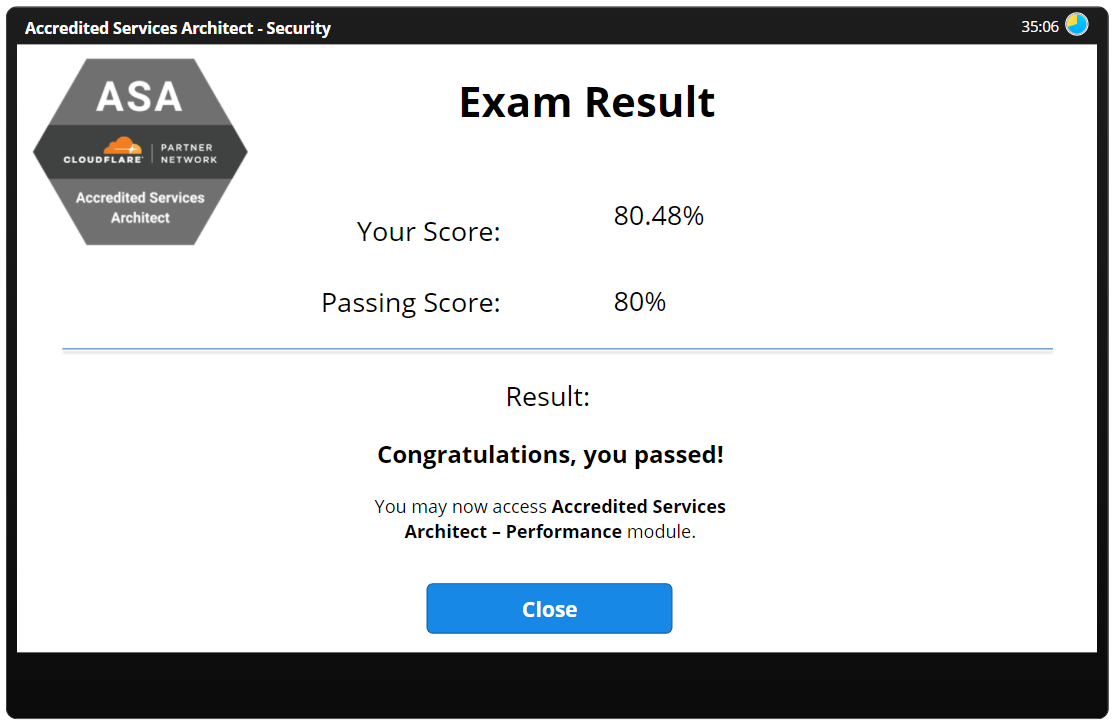 Accredited Services Architect - Security
35:06
ASA
CLOUDFLARE
PARTNER
NETWORK
Accredited Services
Architect
Exam Result
Your Score:
80.48%
Passing Score:
80%
Result:
Congratulations, you passed!
You may now access Accredited Services
Architect – Performance module.
Close